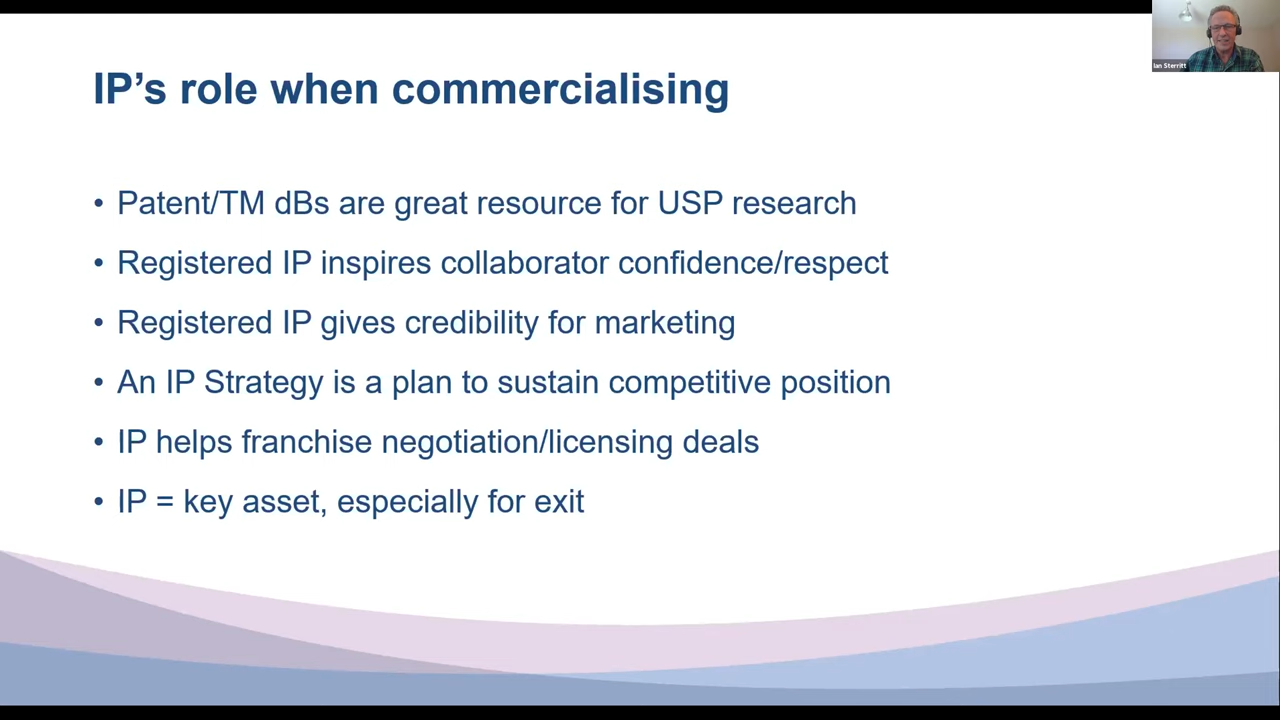 Ian Sterritt
IP’s role when commercialising
• Patent/TM dBs are great resource for USP research
• Registered IP inspires collaborator confidence/respect
• Registered IP gives credibility for marketing
• An IP Strategy is a plan to sustain competitive position
• IP helps franchise negotiation/licensing deals
• IP = key asset, especially for exit